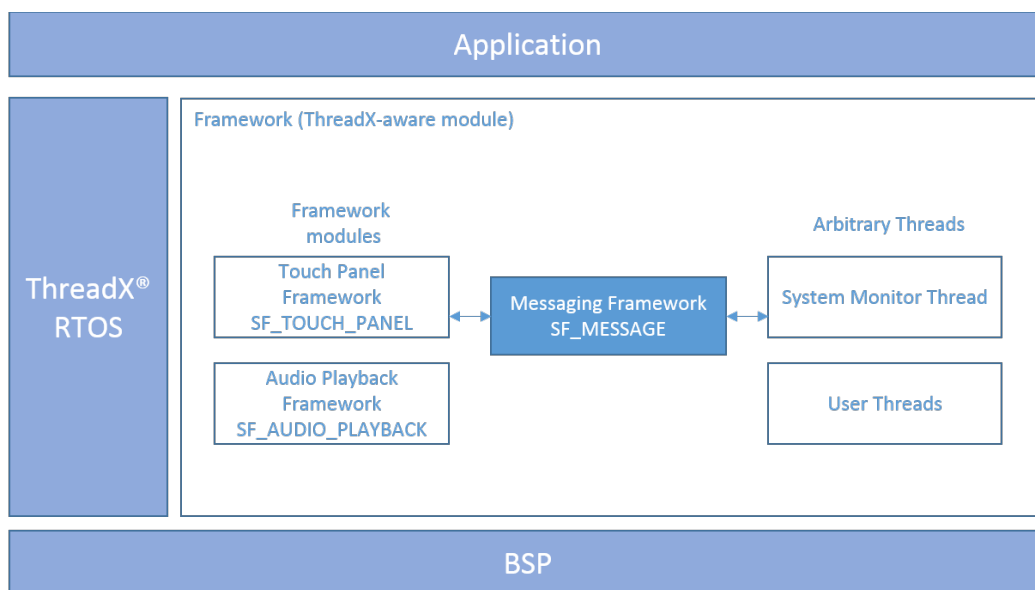 Application
ThreadX®
RTOS
Framework (ThreadX-aware module)
Framework
modules
Touch Panel
Framework
SF_TOUCH_PANEL
Audio Playback
Framework
SF_AUDIO_PLAYBACK
Messaging Framework
SF_MESSAGE
Arbitrary Threads
System Monitor Thread
User Threads
BSP